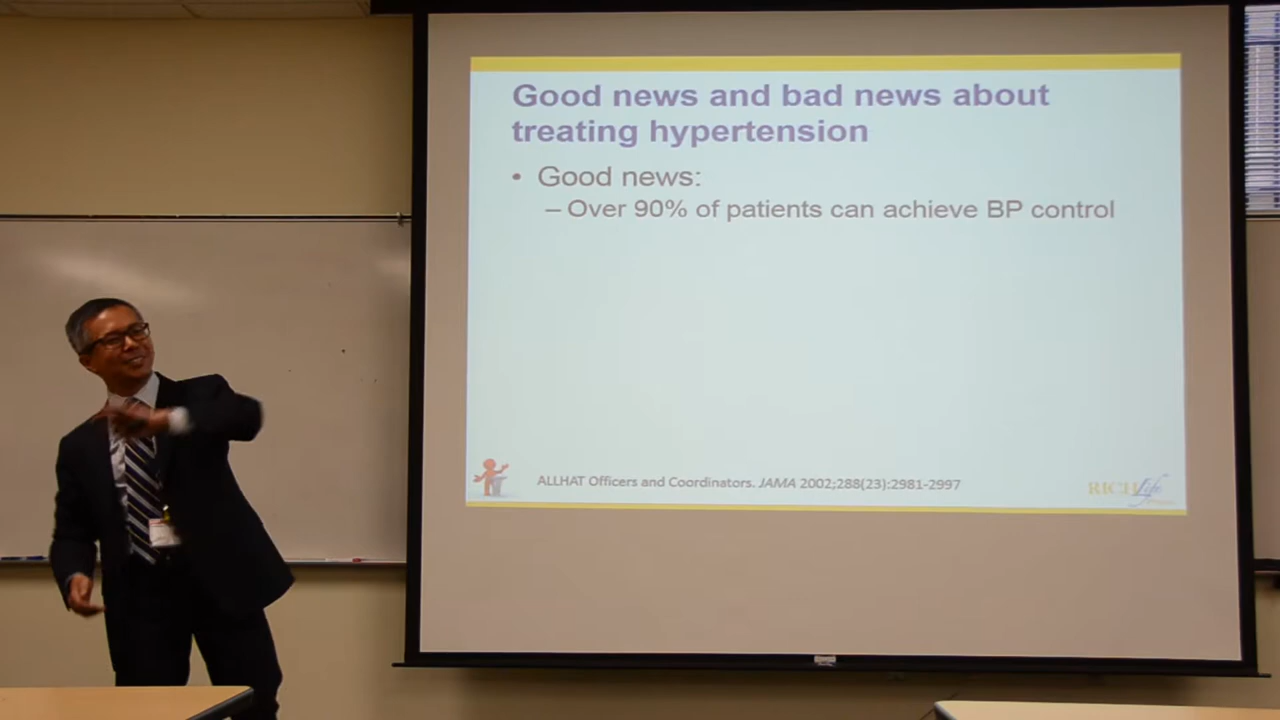 Good news and bad news about
treating hypertension
• Good news:
– Over 90% of patients can achieve BP control
ALLHAT Officers and Coordinators. JAMA 2002;288(23):2981-2997
RICH Life